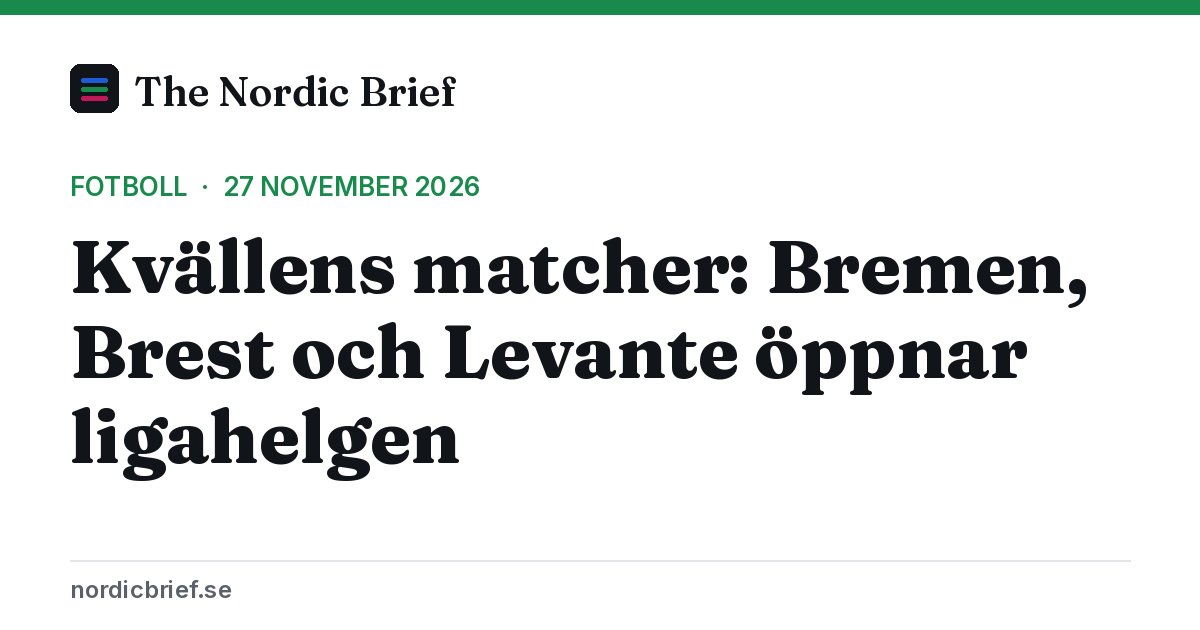 The Nordic Brief
FOTBOLL · 27 NOVEMBER 2026
Kvällens matcher: Bremen,
Brest och Levante öppnar
ligahelgen
nordicbrief.se